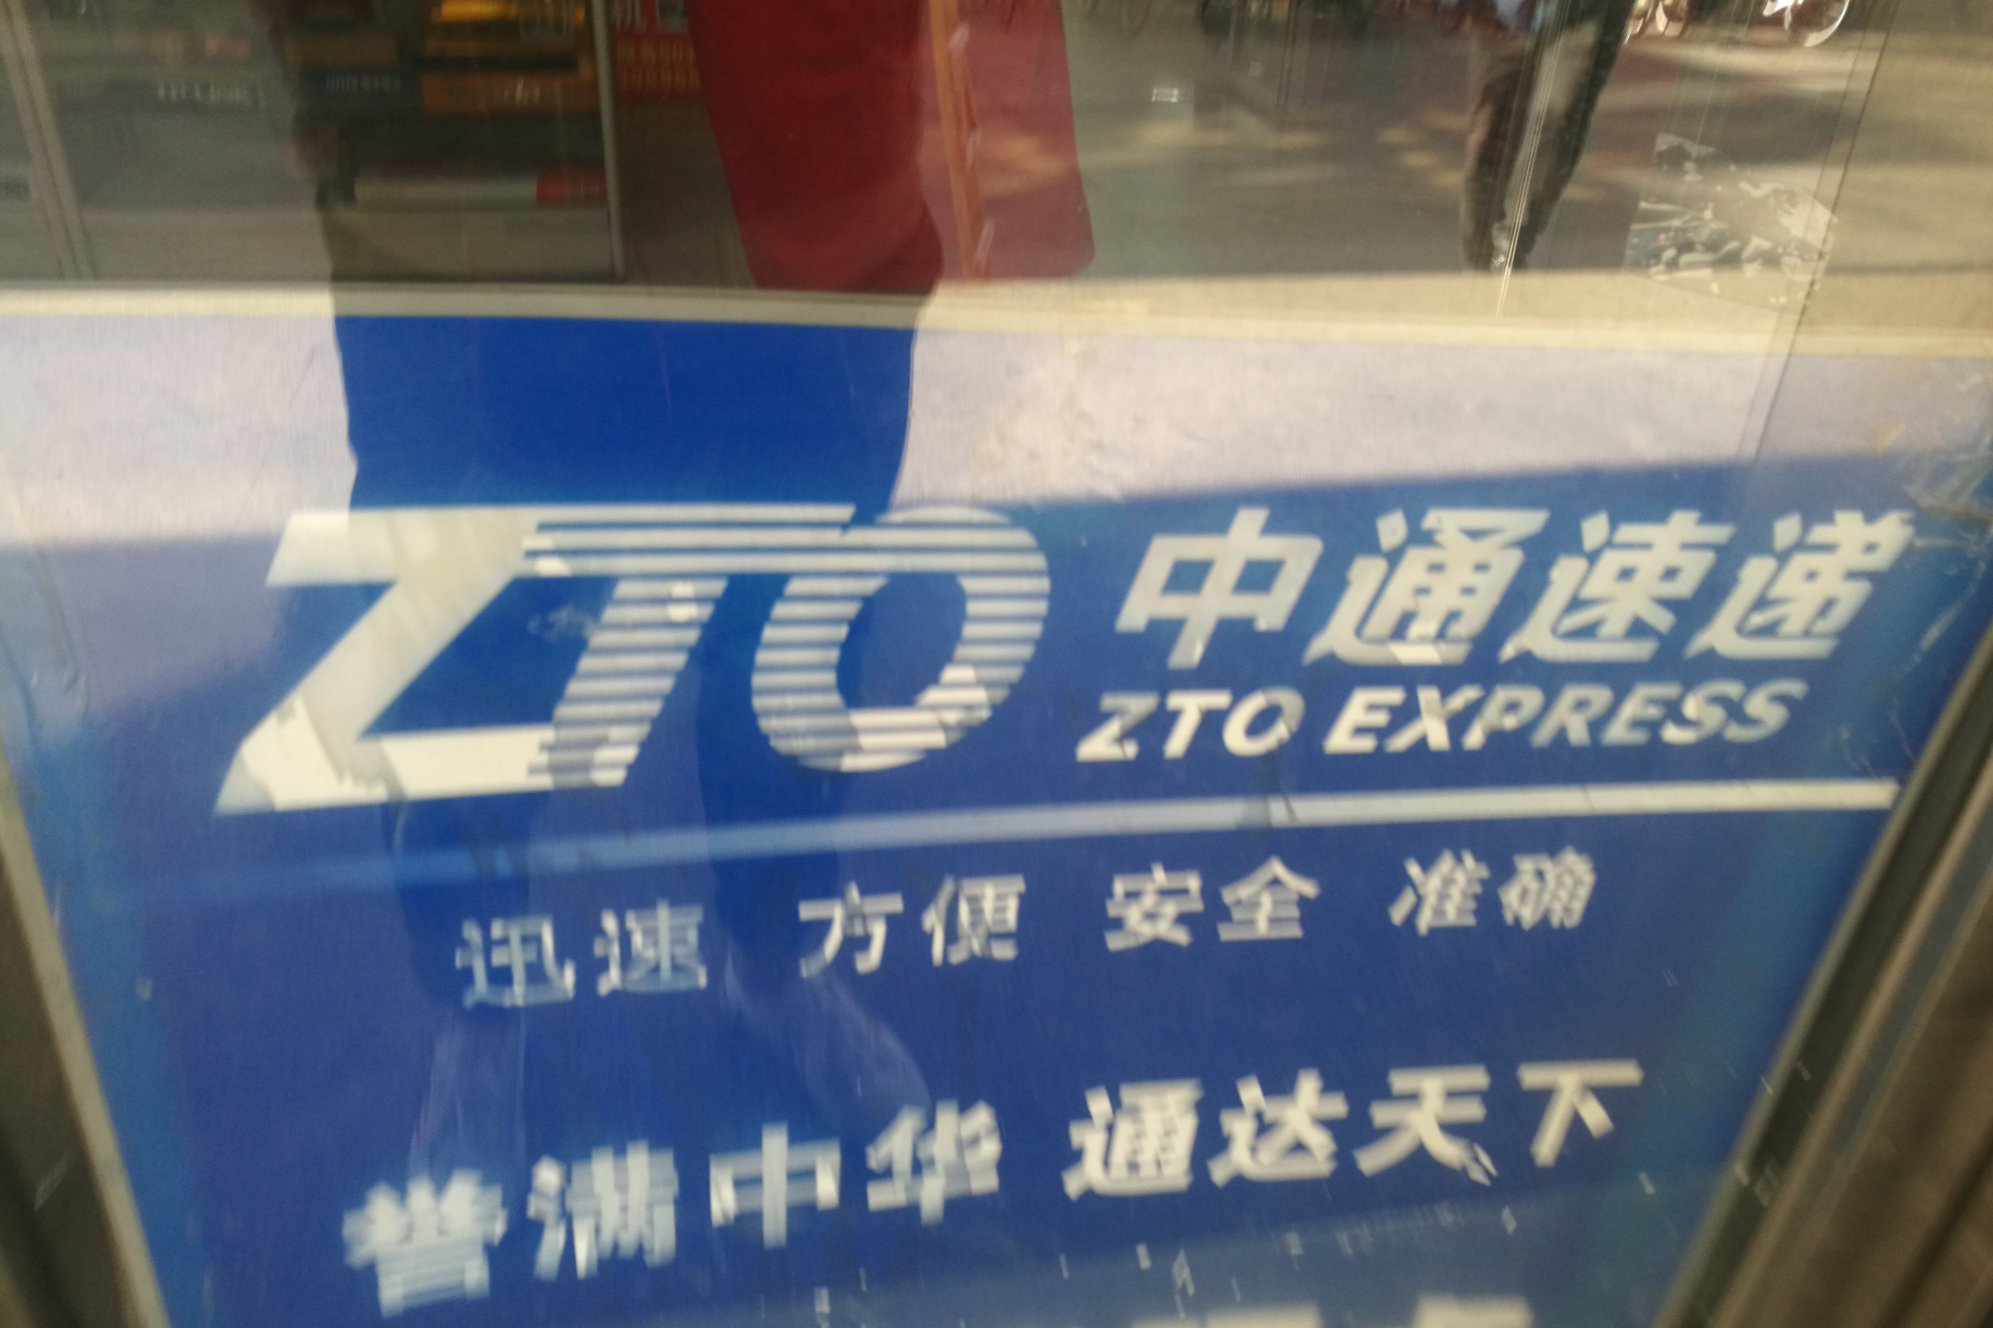 ZTO 中通速递
ZTO EXPRESS
迅速 方便 安全 准确
誉满中华 通达天下